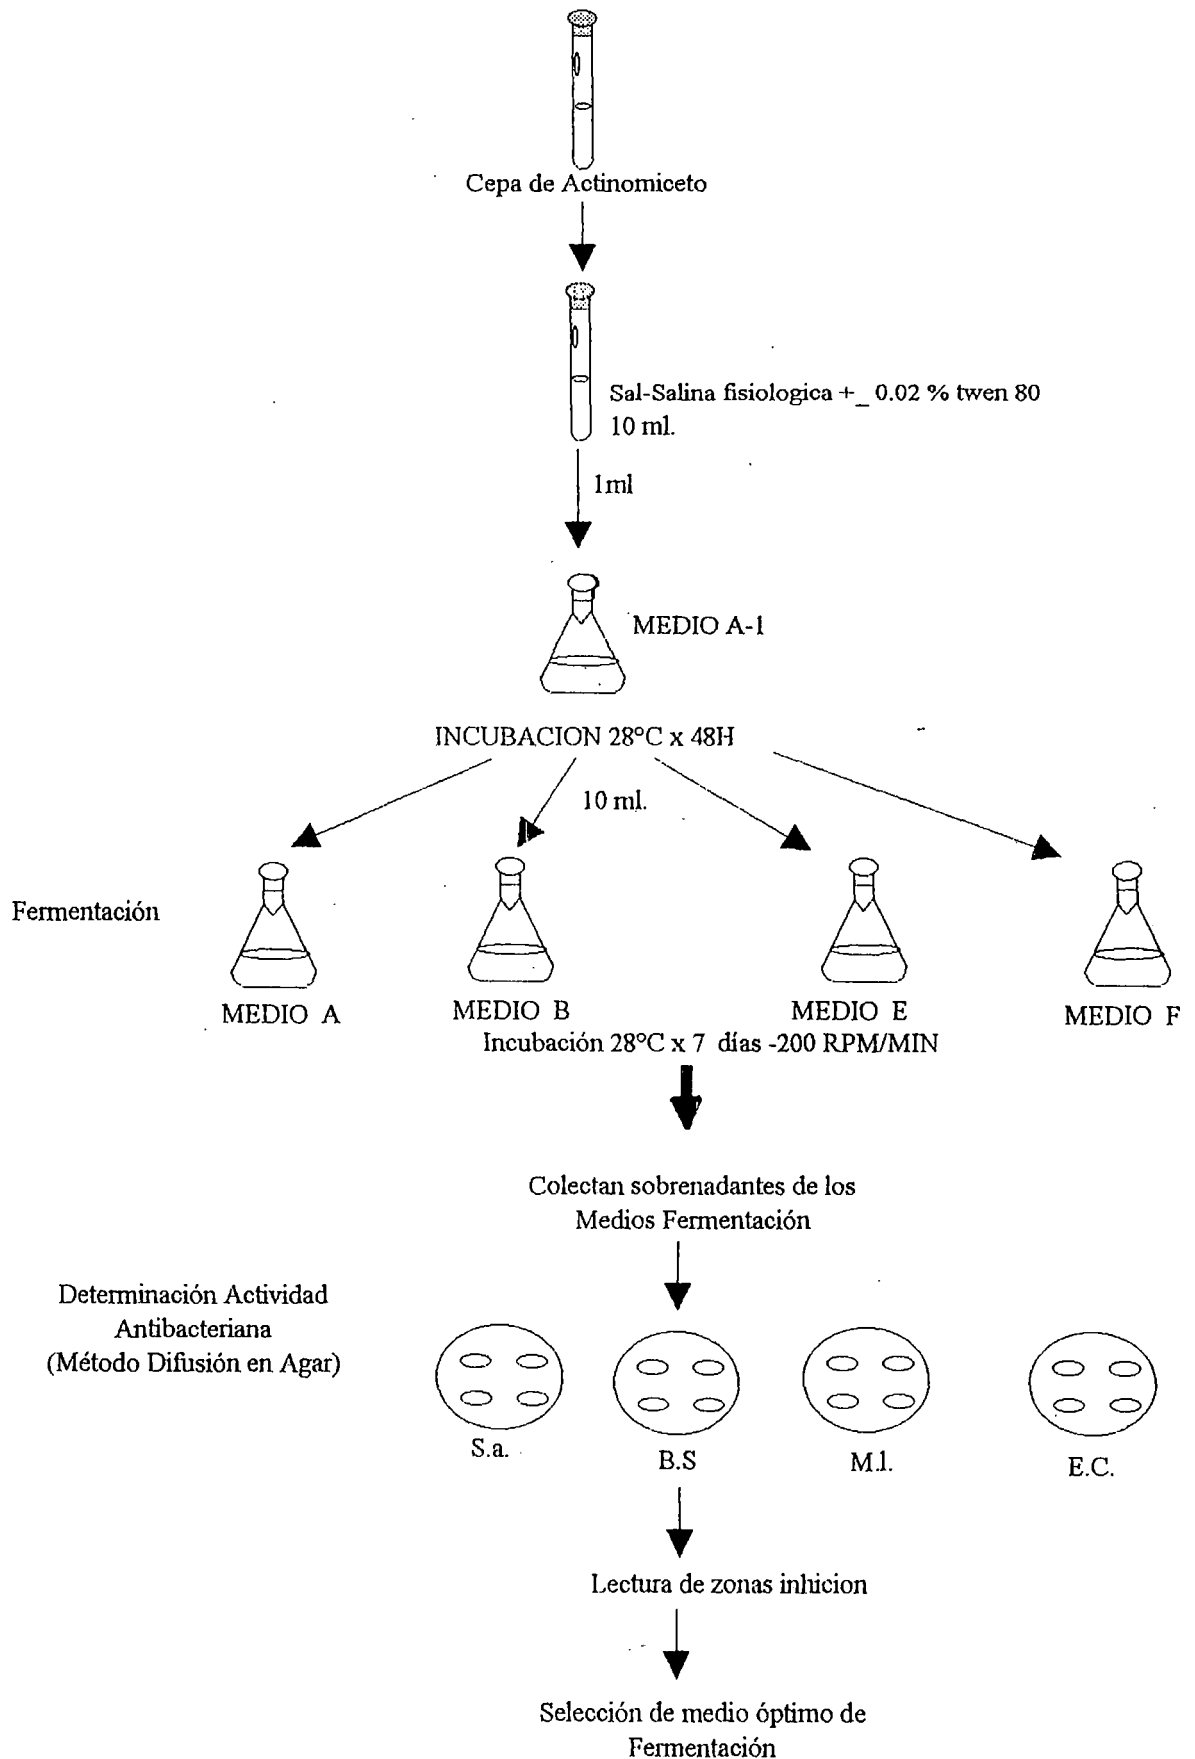 Cepa de Actinomiceto
Sal-Salina fisiologica +_ 0.02 % twen 80
10 ml.
1ml
MEDIO A-1
INCUBACION 28°C x 48H
10 ml.
Fermentación
MEDIO A
MEDIO B
MEDIO E
MEDIO F
Incubación 28°C x 7 días -200 RPM/MIN
Colectan sobrenadantes de los
Medios Fermentación
Determinación Actividad
Antibacteriana
(Método Difusión en Agar)
S.a.
B.S
M.l.
E.C.
Lectura de zonas inhicion
Selección de medio óptimo de
Fermentación